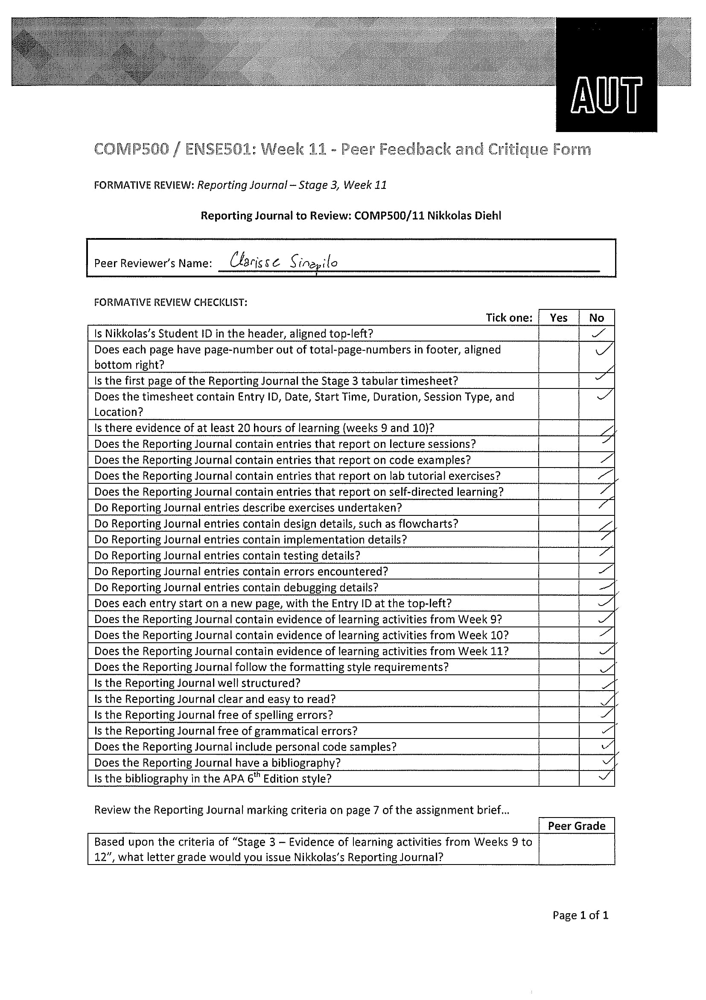 AUT
COMP500 / ENSE501: Week 11 - Peer Feedback and Critique Form
FORMATIVE REVIEW: Reporting Journal – Stage 3, Week 11
Reporting Journal to Review: COMP500/11 Nikkolas Diehl
Peer Reviewer's Name: Clarisse Sinapilo
FORMATIVE REVIEW CHECKLIST:
Tick one: Yes No
Is Nikkolas's Student ID in the header, aligned top-left? ✓
Does each page have page-number out of total-page-numbers in footer, aligned ✓
bottom right?
Is the first page of the Reporting Journal the Stage 3 tabular timesheet? ✓
Does the timesheet contain Entry ID, Date, Start Time, Duration, Session Type, and ✓
Location?
Is there evidence of at least 20 hours of learning (weeks 9 and 10)? ✓
Does the Reporting Journal contain entries that report on lecture sessions? ✓
Does the Reporting Journal contain entries that report on code examples? ✓
Does the Reporting Journal contain entries that report on lab tutorial exercises? ✓
Does the Reporting Journal contain entries that report on self-directed learning? ✓
Do Reporting Journal entries describe exercises undertaken? ✓
Do Reporting Journal entries contain design details, such as flowcharts? ✓
Do Reporting Journal entries contain implementation details? ✓
Do Reporting Journal entries contain testing details? ✓
Do Reporting Journal entries contain errors encountered? ✓
Do Reporting Journal entries contain debugging details? ✓
Does each entry start on a new page, with the Entry ID at the top-left? ✓
Does the Reporting Journal contain evidence of learning activities from Week 9? ✓
Does the Reporting Journal contain evidence of learning activities from Week 10? ✓
Does the Reporting Journal contain evidence of learning activities from Week 11? ✓
Does the Reporting Journal follow the formatting style requirements? ✓
Is the Reporting Journal well structured? ✓
Is the Reporting Journal clear and easy to read? ✓
Is the Reporting Journal free of spelling errors? ✓
Is the Reporting Journal free of grammatical errors? ✓
Does the Reporting Journal include personal code samples? ✓
Does the Reporting Journal have a bibliography? ✓
Is the bibliography in the APA 6th Edition style? ✓
Review the Reporting Journal marking criteria on page 7 of the assignment brief...
Peer Grade
Based upon the criteria of "Stage 3 – Evidence of learning activities from Weeks 9 to
12", what letter grade would you issue Nikkolas's Reporting Journal?
Page 1 of 1